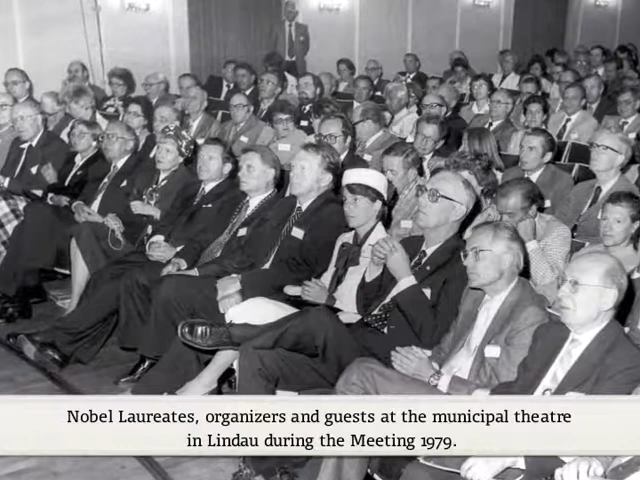 Nobel Laureates, organizers and guests at the municipal theatre
in Lindau during the Meeting 1979.